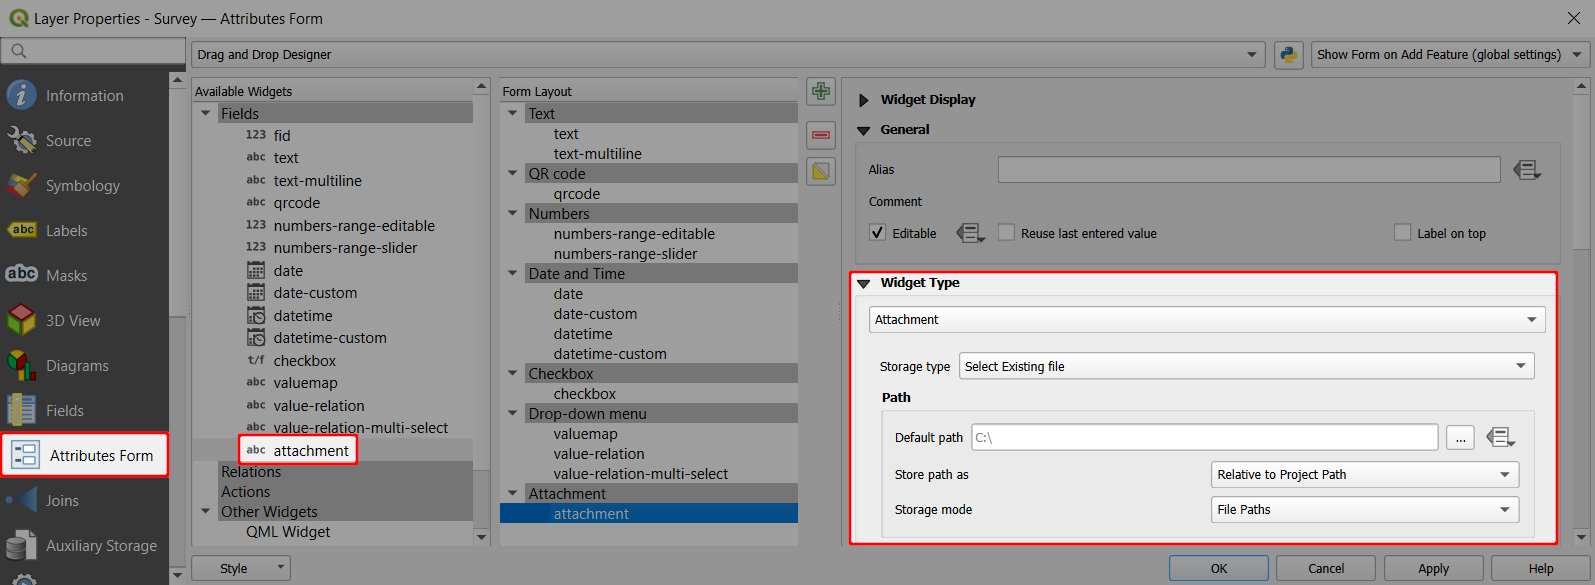 Layer Properties - Survey — Attributes Form
Drag and Drop Designer
Show Form on Add Feature (global settings)
Information
Source
Symbology
abc Labels
abc Masks
3D View
Diagrams
Fields
Attributes Form
Joins
Auxiliary Storage
Available Widgets
Fields
123 fid
abc text
abc text-multiline
abc qrcode
123 numbers-range-editable
123 numbers-range-slider
date
date-custom
datetime
datetime-custom
t/f checkbox
abc valuemap
abc value-relation
abc value-relation-multi-select
abc attachment
Relations
Actions
Other Widgets
QML Widget
Form Layout
Text
text
text-multiline
QR code
qrcode
Numbers
numbers-range-editable
numbers-range-slider
Date and Time
date
date-custom
datetime
datetime-custom
Checkbox
checkbox
Drop-down menu
valuemap
value-relation
value-relation-multi-select
Attachment
attachment
Widget Display
General
Alias
Comment
Editable
Reuse last entered value
Label on top
Widget Type
Attachment
Storage type Select Existing file
Path
Default path C:\ ...
Store path as Relative to Project Path
Storage mode File Paths
Style
OK
Cancel
Apply
Help